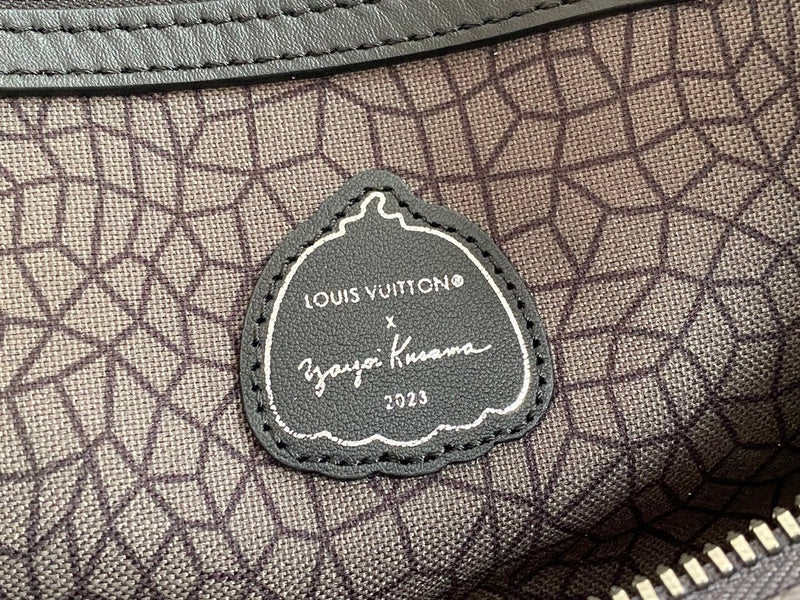 LOUIS VUITTON®
x
Yayoi Kusama
2023